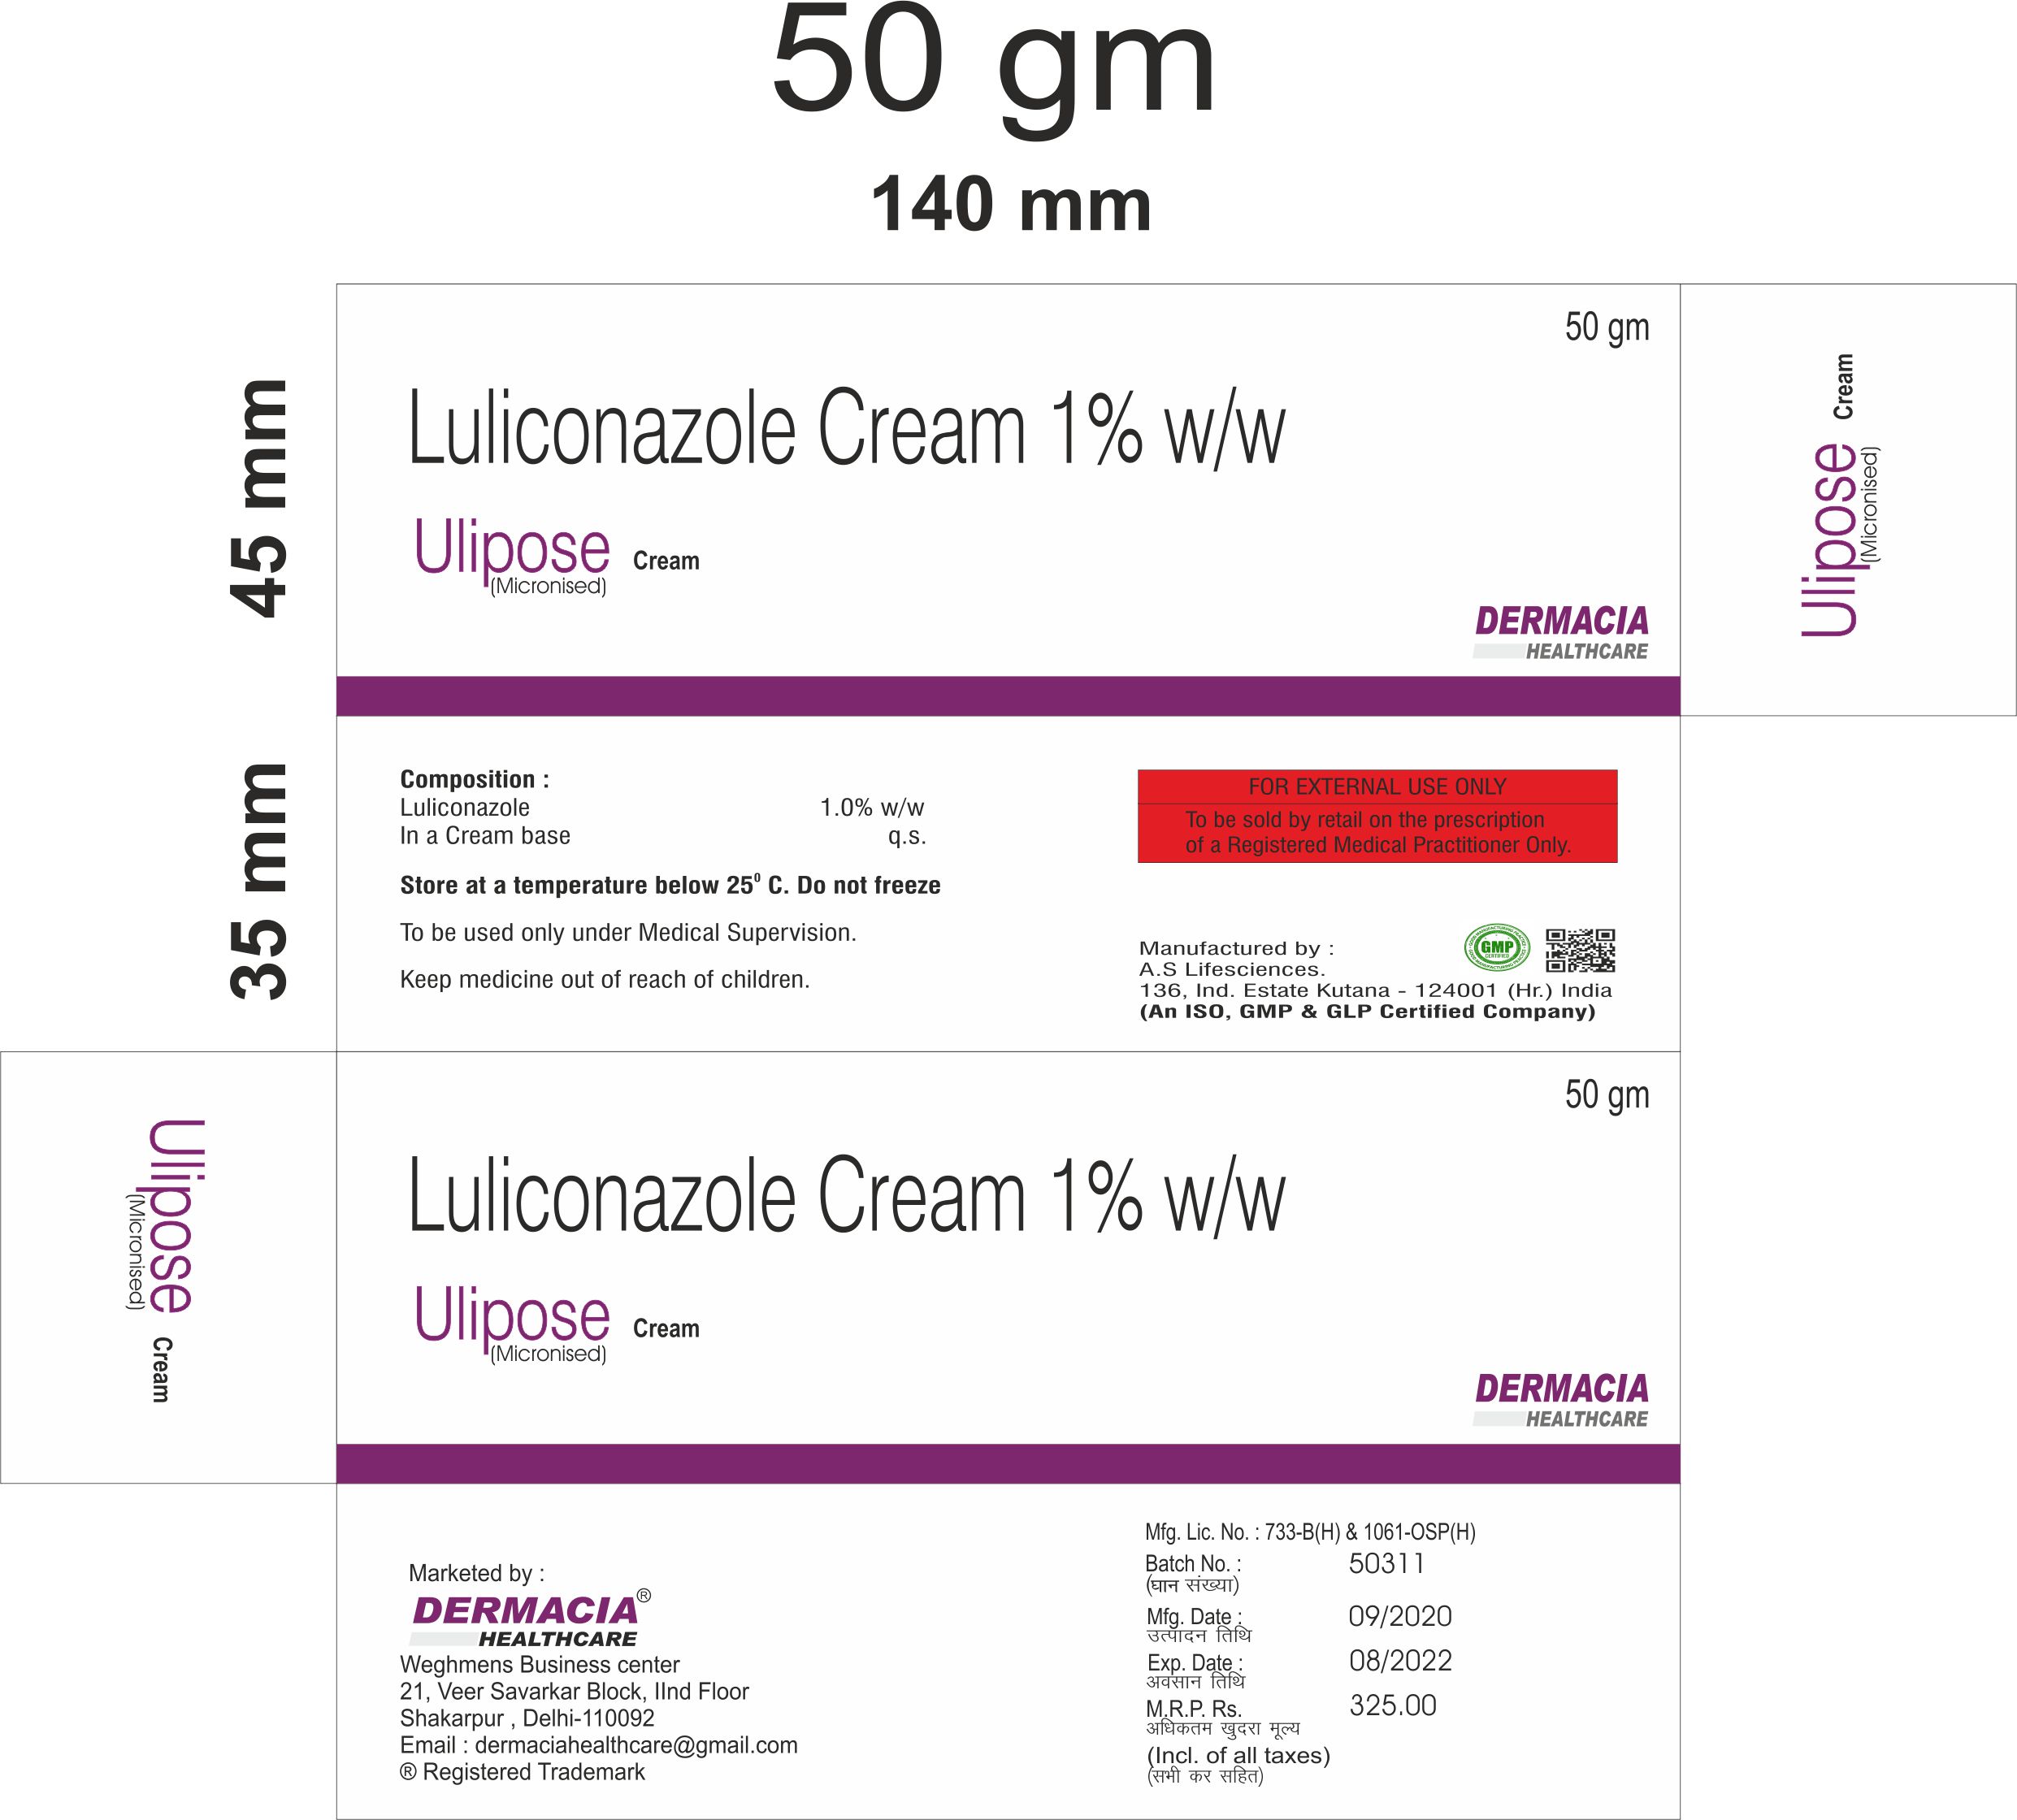 50 gm
140 mm
45 mm
35 mm
50 gm
Luliconazole Cream 1% w/w
Ulipose Cream
(Micronised)
DERMACIA
HEALTHCARE
Ulipose Cream
(Micronised)
Composition :
Luliconazole 1.0% w/w
In a Cream base q.s.
Store at a temperature below 25⁰ C. Do not freeze
To be used only under Medical Supervision.
Keep medicine out of reach of children.
FOR EXTERNAL USE ONLY
To be sold by retail on the prescription
of a Registered Medical Practitioner Only.
GMP
CERTIFIED
Manufactured by :
A.S Lifesciences.
136, Ind. Estate Kutana - 124001 (Hr.) India
(An ISO, GMP & GLP Certified Company)
Ulipose Cream
(Micronised)
50 gm
Luliconazole Cream 1% w/w
Ulipose Cream
(Micronised)
DERMACIA
HEALTHCARE
Marketed by :
DERMACIA®
HEALTHCARE
Weghmens Business center
21, Veer Savarkar Block, IInd Floor
Shakarpur , Delhi-110092
Email : dermaciahealthcare@gmail.com
® Registered Trademark
Mfg. Lic. No. : 733-B(H) & 1061-OSP(H)
Batch No. : 50311
(घान संख्या)
Mfg. Date : 09/2020
उत्पादन तिथि
Exp. Date : 08/2022
अवसान तिथि
M.R.P. Rs. 325.00
अधिकतम खुदरा मूल्य
(Incl. of all taxes)
(सभी कर सहित)